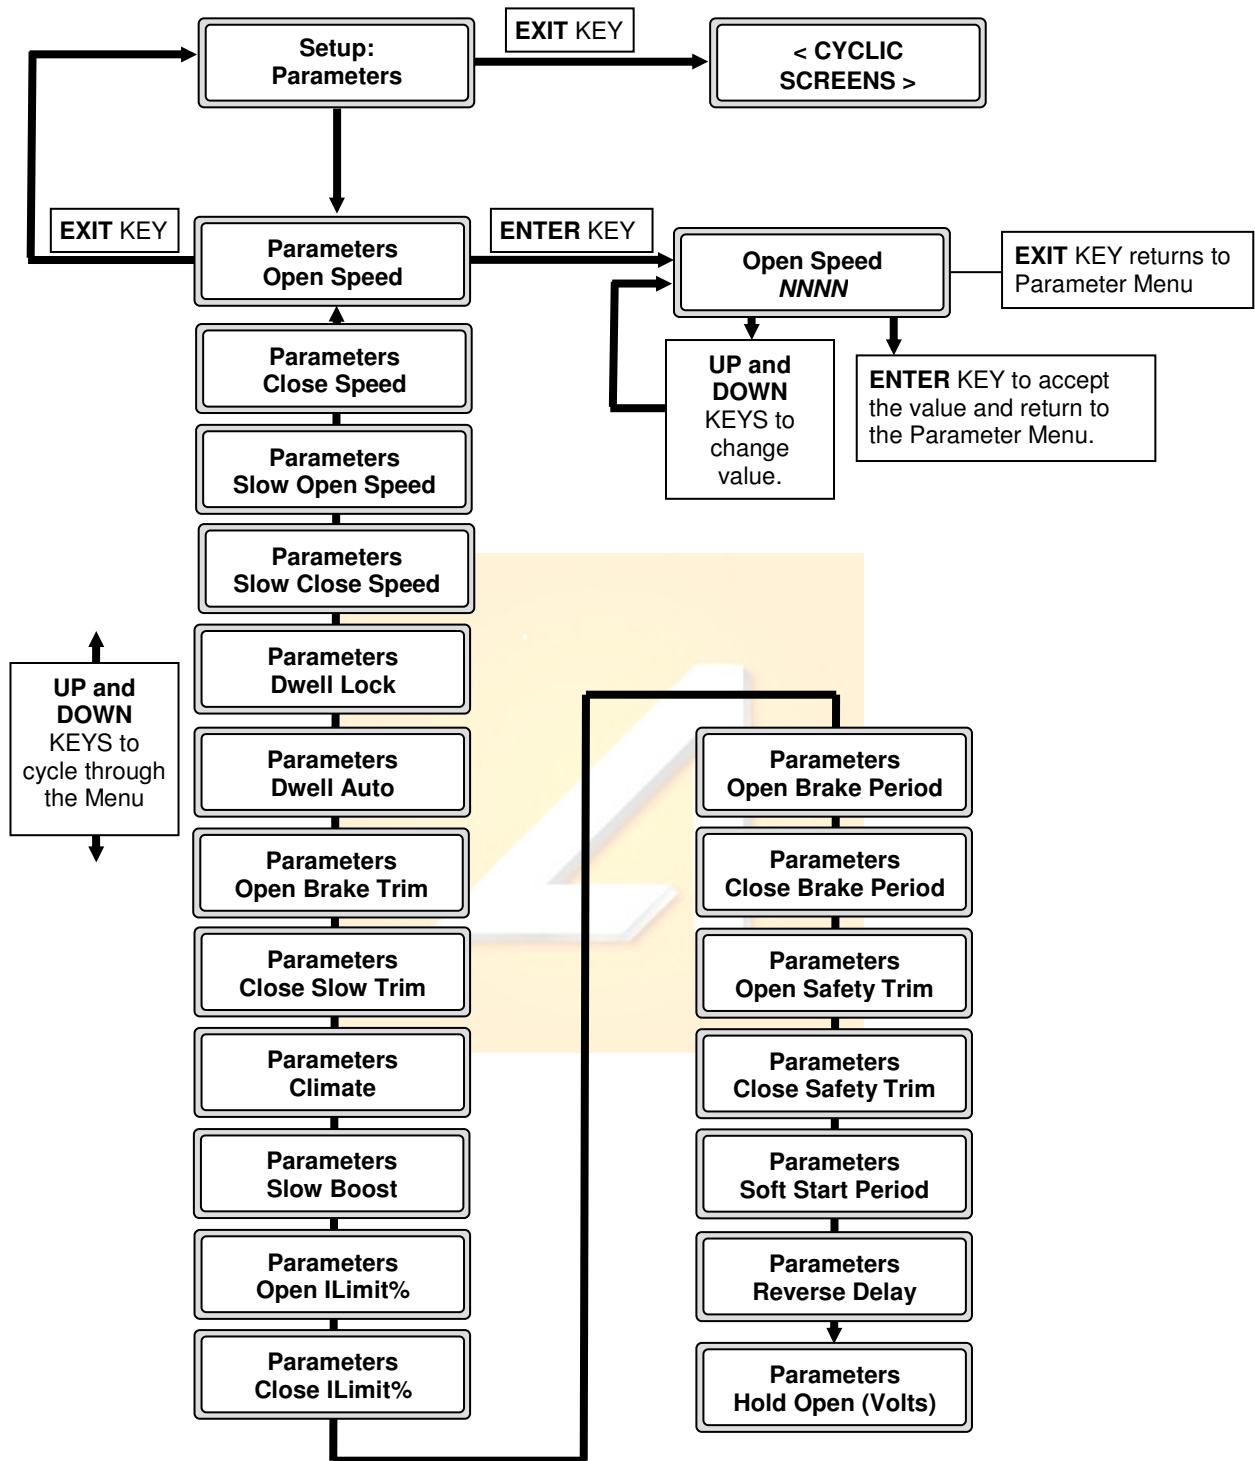 Setup:
Parameters
EXIT KEY
< CYCLIC
SCREENS >
EXIT KEY
Parameters
Open Speed
ENTER KEY
Open Speed
NNNN
EXIT KEY returns to
Parameter Menu
UP and
DOWN
KEYS to
change
value.
ENTER KEY to accept
the value and return to
the Parameter Menu.
Parameters
Close Speed
Parameters
Slow Open Speed
Parameters
Slow Close Speed
Parameters
Dwell Lock
UP and
DOWN
KEYS to
cycle through
the Menu
Parameters
Dwell Auto
Parameters
Open Brake Trim
Parameters
Close Slow Trim
Parameters
Climate
Parameters
Slow Boost
Parameters
Open ILimit%
Parameters
Close ILimit%
Parameters
Open Brake Period
Parameters
Close Brake Period
Parameters
Open Safety Trim
Parameters
Close Safety Trim
Parameters
Soft Start Period
Parameters
Reverse Delay
Parameters
Hold Open (Volts)